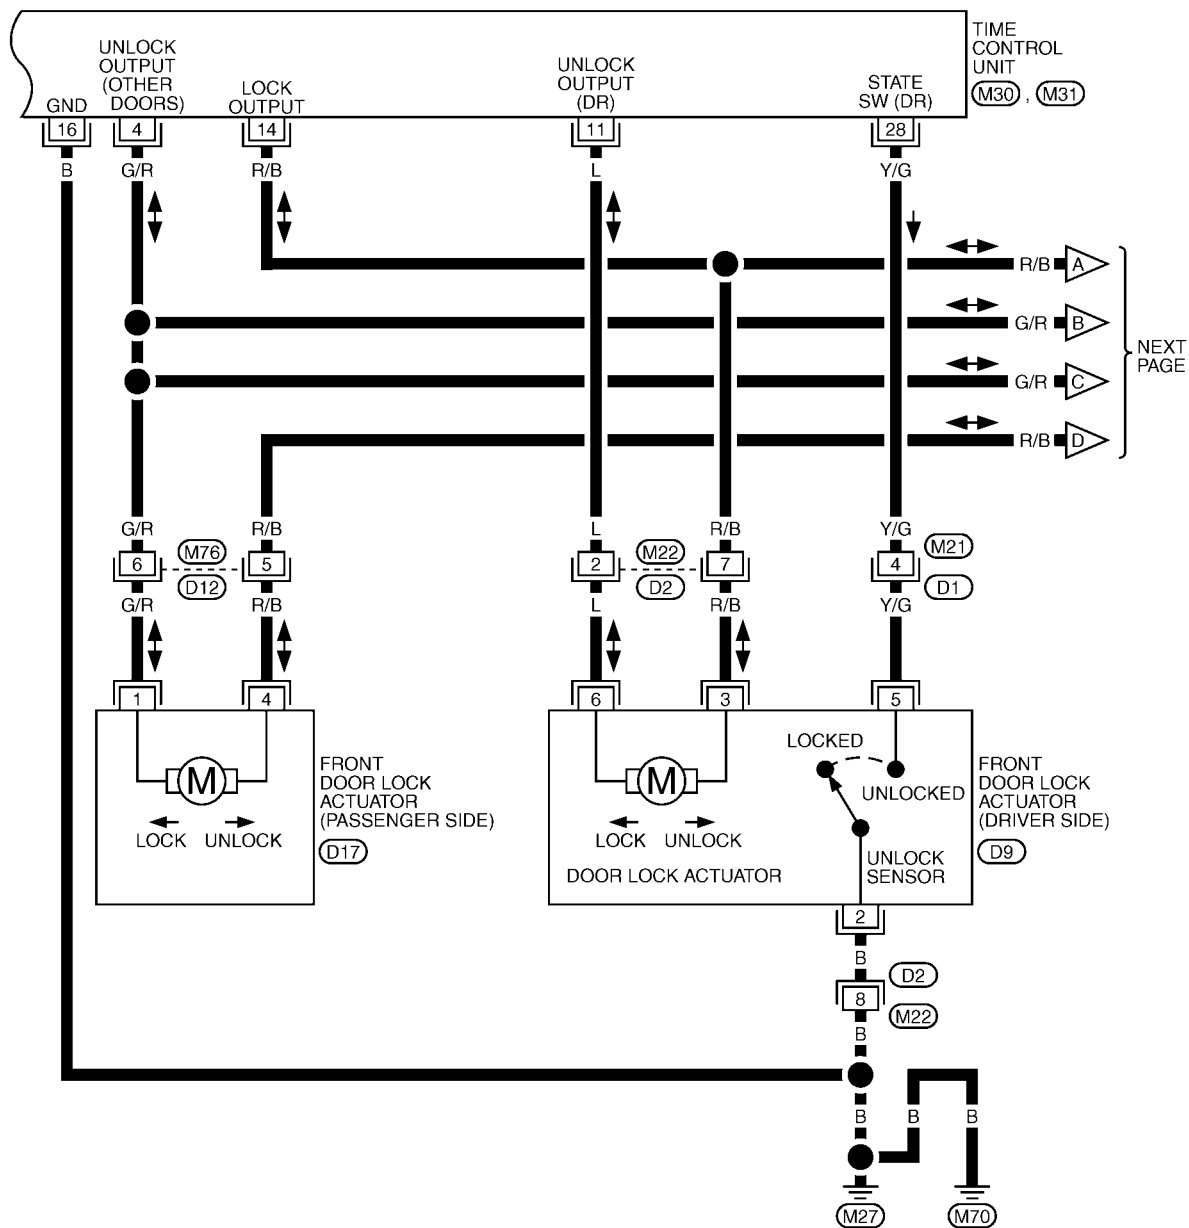 TIME
CONTROL
UNIT
M30 , M31
UNLOCK
OUTPUT
(OTHER
DOORS)
GND
LOCK
OUTPUT
UNLOCK
OUTPUT
(DR)
STATE
SW (DR)
16 4 14 11 28
B G/R R/B L Y/G
R/B A
G/R B
G/R C
R/B D
NEXT
PAGE
G/R R/B L R/B Y/G
6 M76 5 2 M22 7 4 M21
D12 D2 D1
G/R R/B L R/B Y/G
1 4 6 3 5
M
LOCK UNLOCK
FRONT
DOOR LOCK
ACTUATOR
(PASSENGER SIDE)
D17
M
LOCK UNLOCK
DOOR LOCK ACTUATOR
LOCKED
UNLOCKED
UNLOCK
SENSOR
FRONT
DOOR LOCK
ACTUATOR
(DRIVER SIDE)
D9
2
B
D2
8
M22
B
B B B
M27 M70